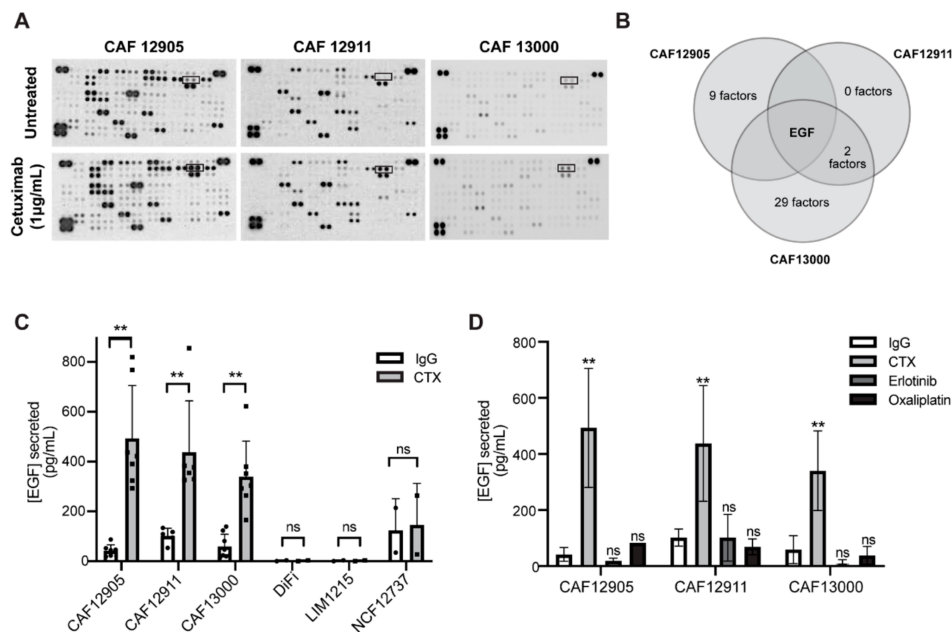 A
CAF 12905
CAF 12911
CAF 13000
Untreated
Cetuximab
(1µg/mL)
B
CAF12905
CAF12911
9 factors
0 factors
EGF
2
factors
29 factors
CAF13000
C
**
**
**
ns
ns
ns
IgG
CTX
800
600
400
200
0
[EGF] secreted
(pg/mL)
CAF12905
CAF12911
CAF13000
DiFi
LIM1215
NCF12737
D
IgG
CTX
Erlotinib
Oxaliplatin
800
600
400
200
0
[EGF] secreted
(pg/mL)
**
ns
ns
**
ns
ns
**
ns
ns
CAF12905
CAF12911
CAF13000